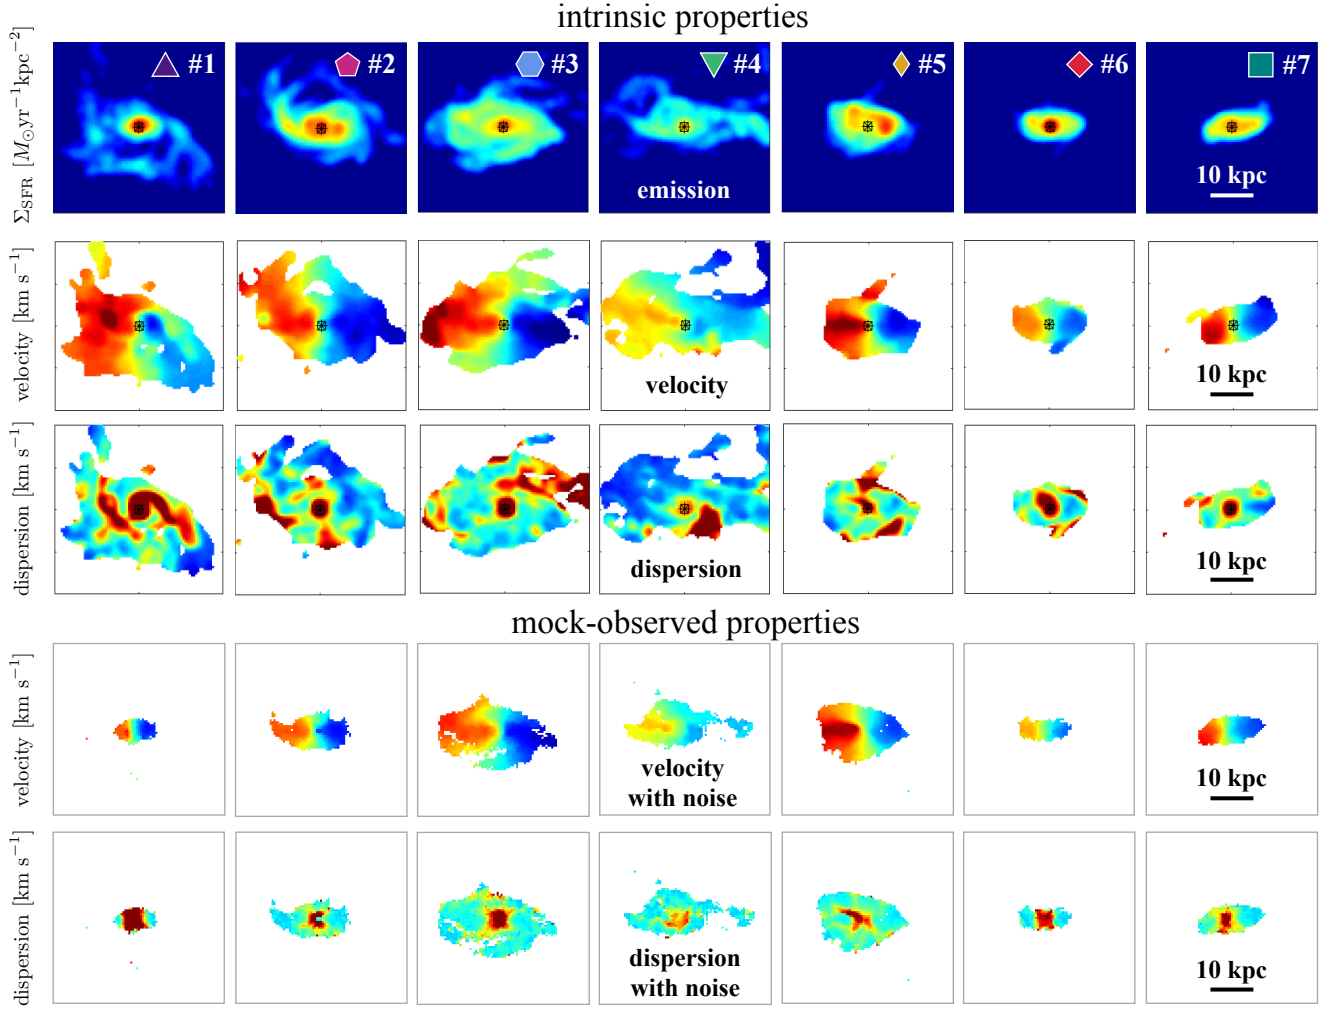 intrinsic properties
Σ_SFR [M_⊙yr⁻¹kpc⁻²]
#1
#2
#3
#4
#5
#6
#7
emission
10 kpc
velocity [km s⁻¹]
velocity
10 kpc
dispersion [km s⁻¹]
dispersion
10 kpc
mock-observed properties
velocity [km s⁻¹]
velocity
with noise
10 kpc
dispersion [km s⁻¹]
dispersion
with noise
10 kpc